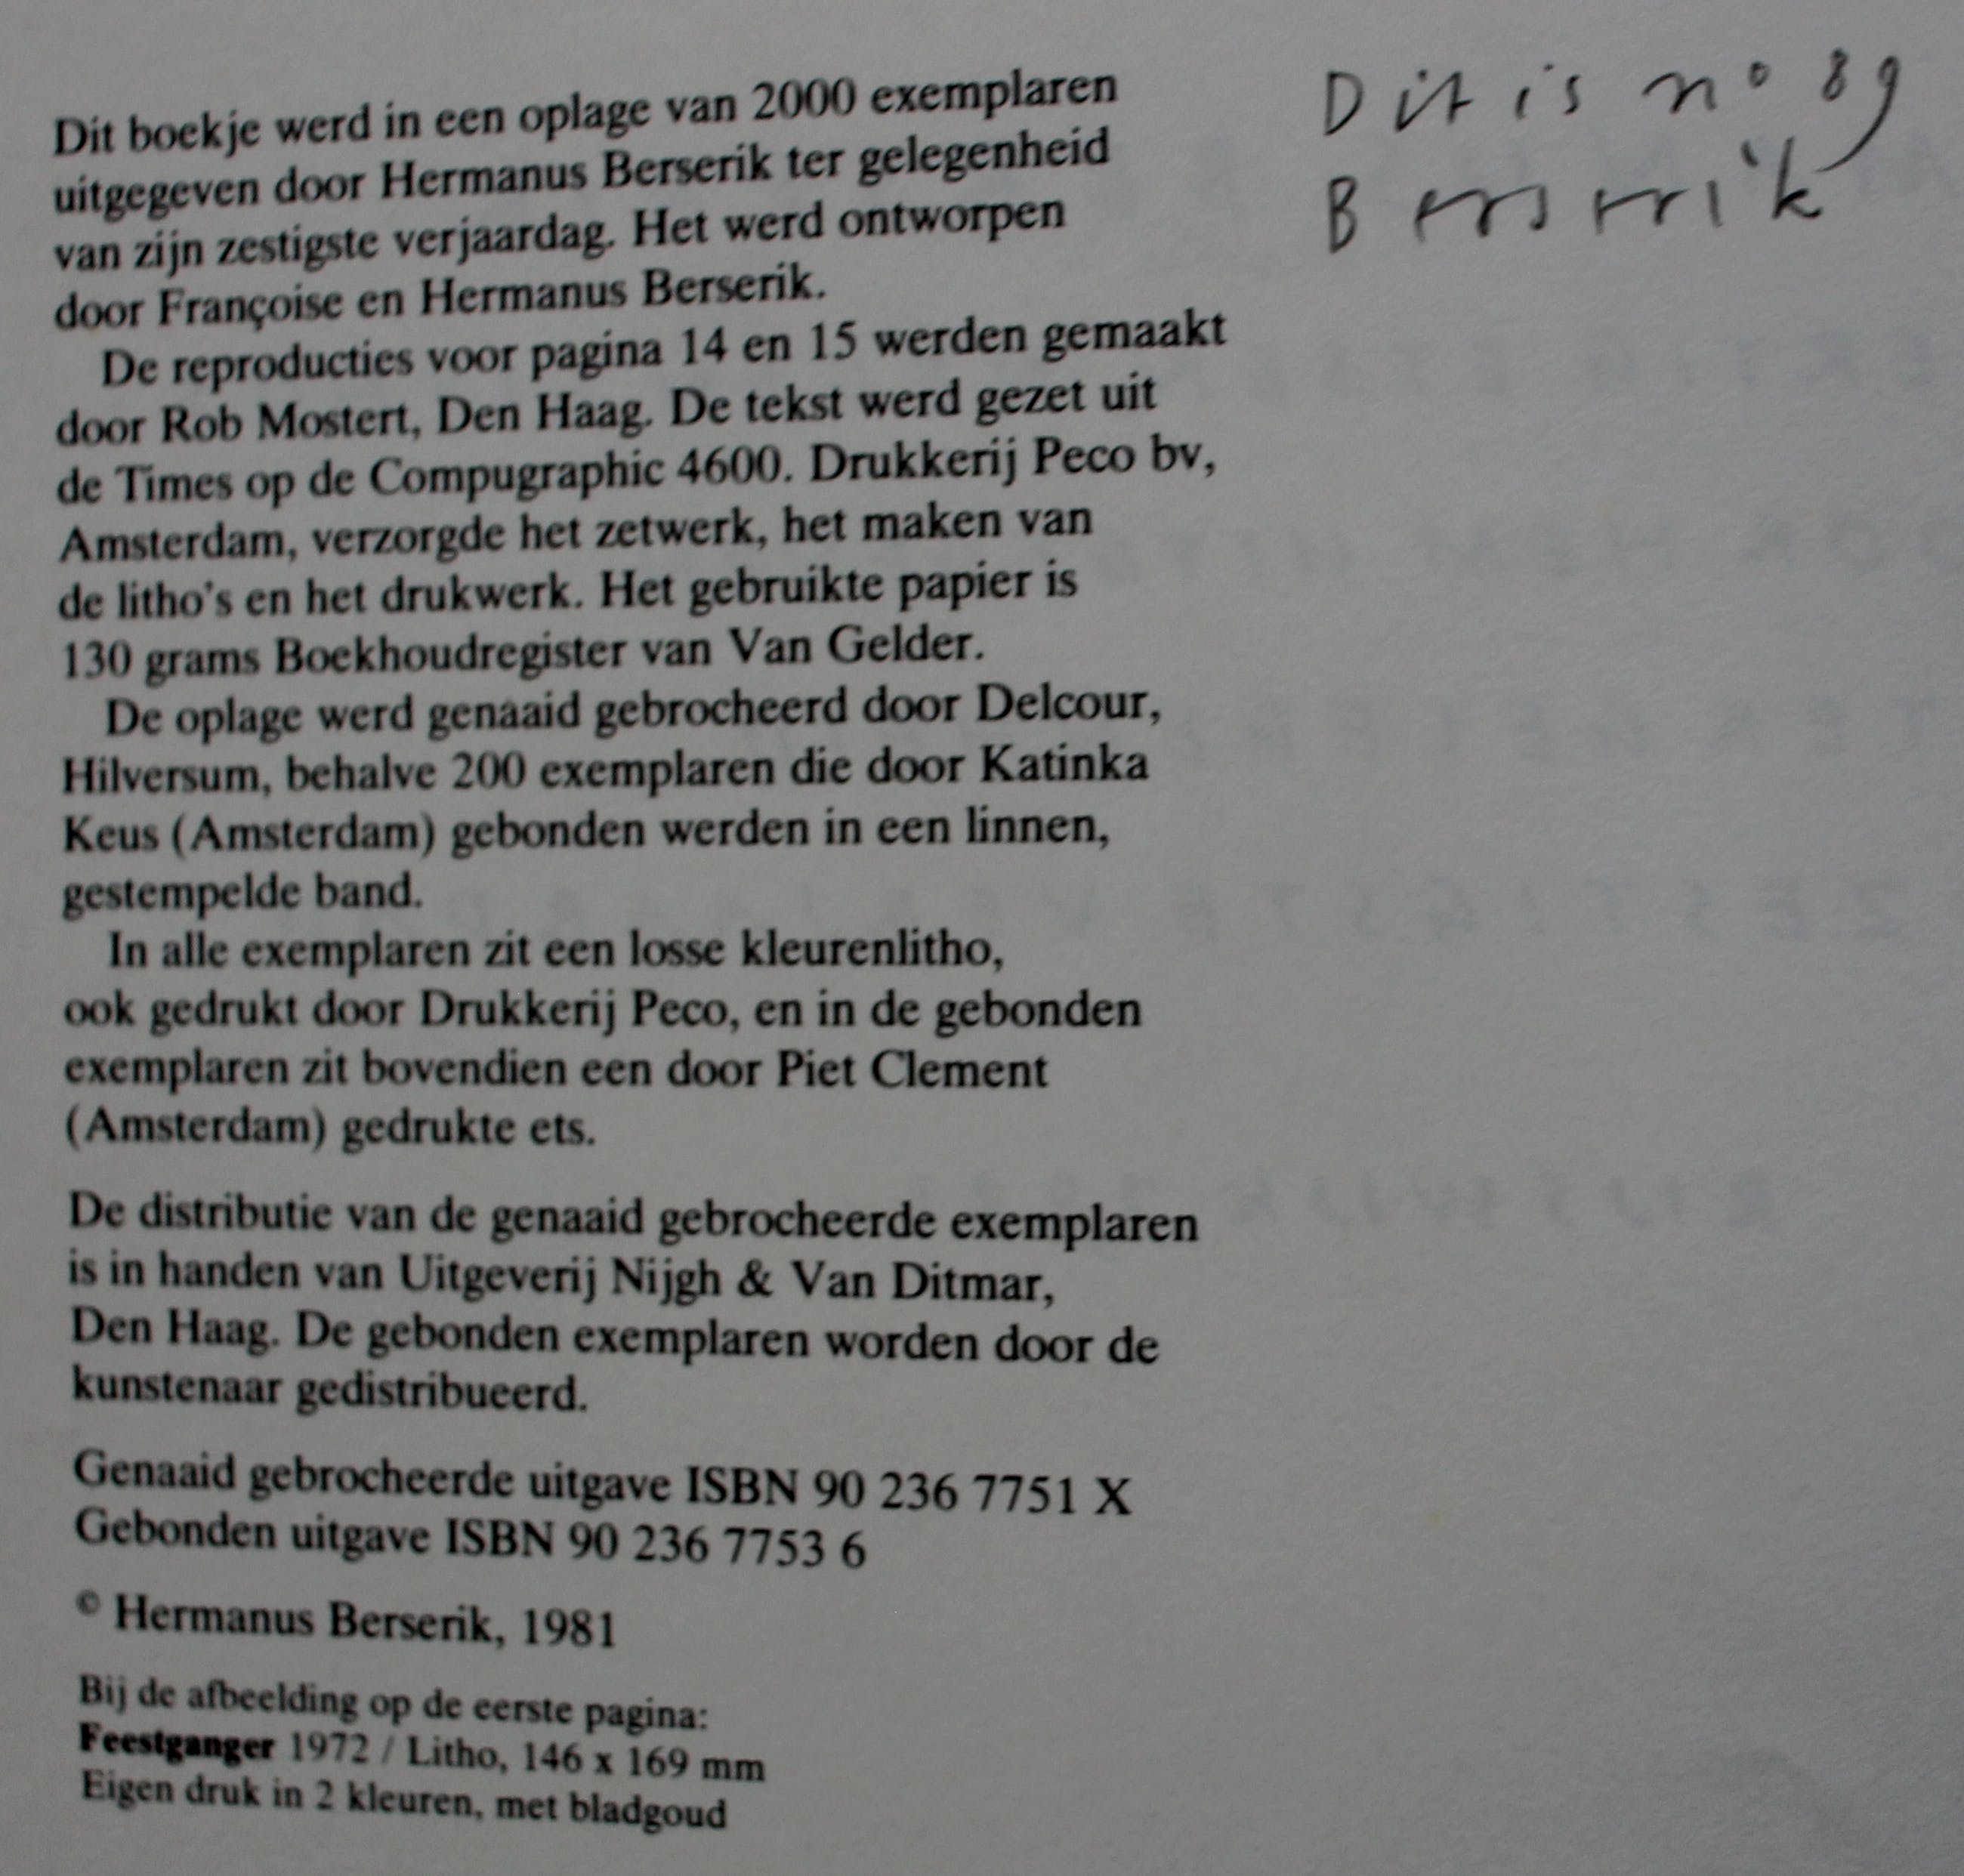 Dit boekje werd in een oplage van 2000 exemplaren
uitgegeven door Hermanus Berserik ter gelegenheid
van zijn zestigste verjaardag. Het werd ontworpen
door Françoise en Hermanus Berserik.
De reproducties voor pagina 14 en 15 werden gemaakt
door Rob Mostert, Den Haag. De tekst werd gezet uit
de Times op de Compugraphic 4600. Drukkerij Peco bv,
Amsterdam, verzorgde het zetwerk, het maken van
de litho's en het drukwerk. Het gebruikte papier is
130 grams Boekhoudregister van Van Gelder.
De oplage werd genaaid gebrocheerd door Delcour,
Hilversum, behalve 200 exemplaren die door Katinka
Keus (Amsterdam) gebonden werden in een linnen,
gestempelde band.
In alle exemplaren zit een losse kleurenlitho,
ook gedrukt door Drukkerij Peco, en in de gebonden
exemplaren zit bovendien een door Piet Clement
(Amsterdam) gedrukte ets.
De distributie van de genaaid gebrocheerde exemplaren
is in handen van Uitgeverij Nijgh & Van Ditmar,
Den Haag. De gebonden exemplaren worden door de
kunstenaar gedistribueerd.
Genaaid gebrocheerde uitgave ISBN 90 236 7751 X
Gebonden uitgave ISBN 90 236 7753 6
© Hermanus Berserik, 1981
Bij de afbeelding op de eerste pagina:
Feestganger 1972 / Litho, 146 x 169 mm
Eigen druk in 2 kleuren, met bladgoud
Dit is nº 89
Berserik